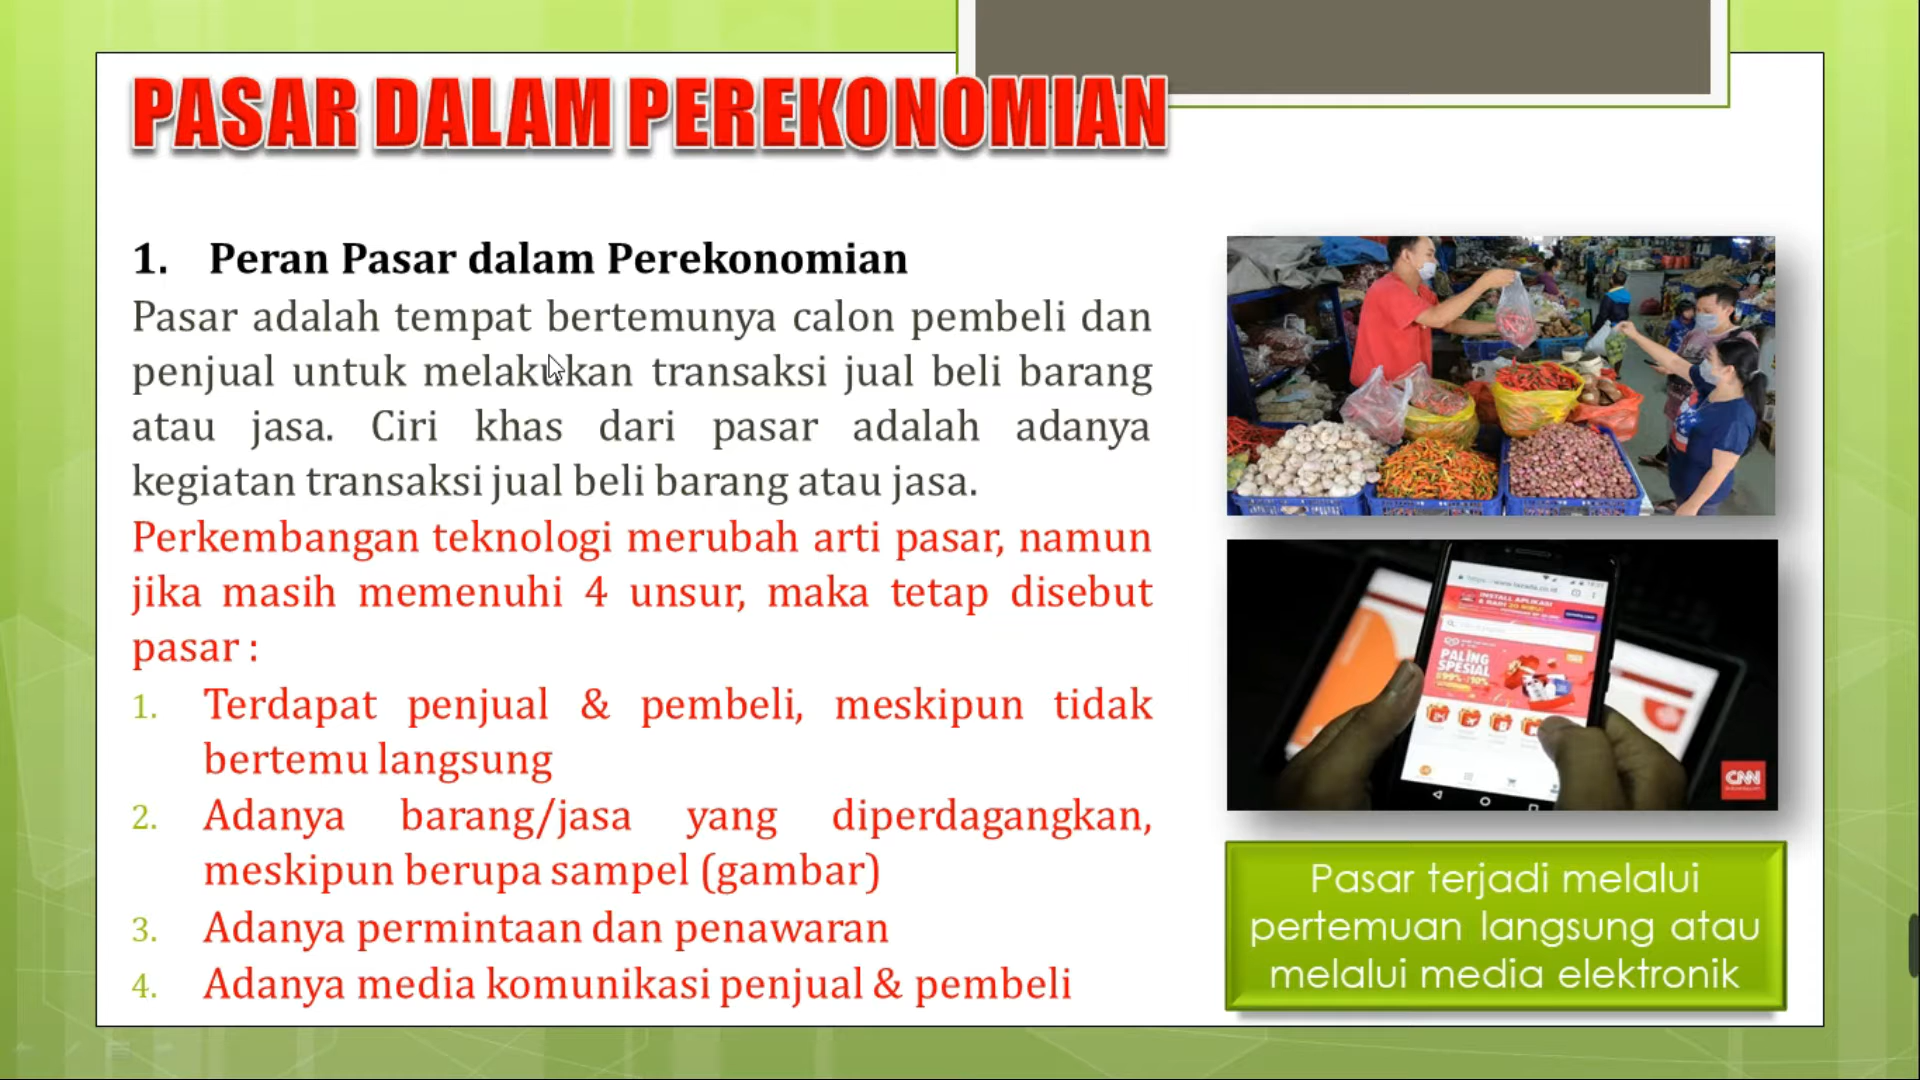 PASAR DALAM PEREKONOMIAN
1. Peran Pasar dalam Perekonomian
Pasar adalah tempat bertemunya calon pembeli dan
penjual untuk melakukan transaksi jual beli barang
atau jasa. Ciri khas dari pasar adalah adanya
kegiatan transaksi jual beli barang atau jasa.
Perkembangan teknologi merubah arti pasar, namun
jika masih memenuhi 4 unsur, maka tetap disebut
pasar :
1. Terdapat penjual & pembeli, meskipun tidak
bertemu langsung
2. Adanya barang/jasa yang diperdagangkan,
meskipun berupa sampel (gambar)
3. Adanya permintaan dan penawaran
4. Adanya media komunikasi penjual & pembeli
INSTALL APLIKASI
PALING
SPESIAL
CNN
Pasar terjadi melalui
pertemuan langsung atau
melalui media elektronik